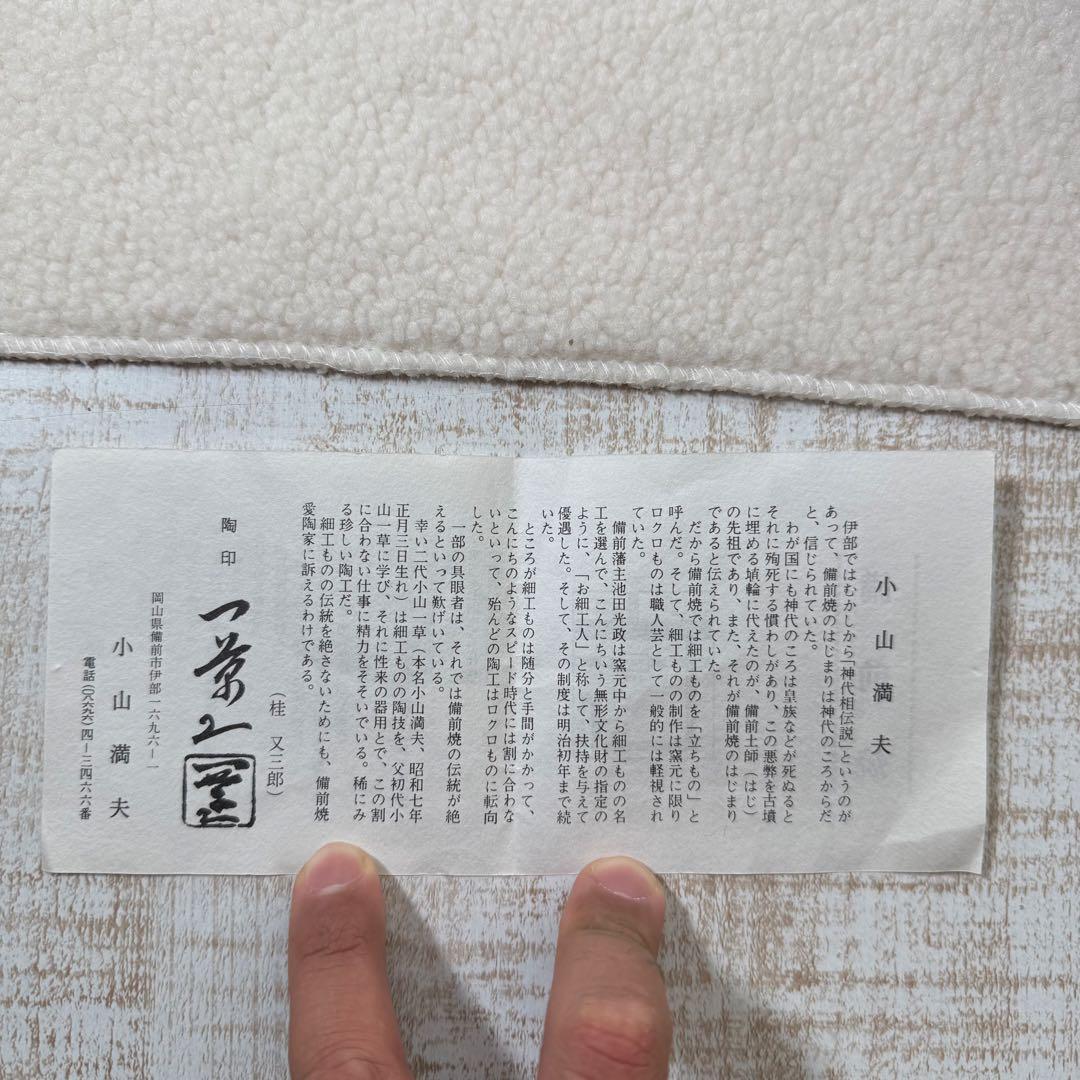 小山満夫
伊部ではむかしから「神代相伝説」というのが
あって、備前焼のはじまりは神代のころからだ
と、信じられていた。
わが国にも神代のころは皇族などが死ぬると
それに殉死する慣わしがあり、この悪弊を古墳
に埋める埴輪に代えたのが、備前土師（はじ）
の先祖であり、また、それが備前焼のはじまり
であると伝えられていた。
だから備前焼では細工ものを「立ちもの」と
呼んだ。そして、細工ものの制作は窯元に限り
ロクロものは職人芸として一般的には軽視され
ていた。
備前藩主池田光政は窯元中から細工ものの名
工を選んで、こんにちいう無形文化財の指定の
ように、「お細工人」と称して、扶持を与えて
優遇した。そして、その制度は明治初年まで続
いた。
ところが細工ものは随分と手間がかかって、
こんにちのようなスピード時代には割に合わな
いといって、殆んどの陶工はロクロものに転向
した。
一部の具眼者は、それでは備前焼の伝統が絶
えるといって歎げいている。
幸い二代小山一草（本名小山満夫、昭和七年
正月三日生れ）は細工ものの陶技を、父初代小
山一草に学び、それに性来の器用とで、この割
に合わない仕事に精力をそそいでいる。稀にみ
る珍しい陶工だ。
細工ものの伝統を絶さないためにも、備前焼
愛陶家に訴えるわけである。
（桂　又三郎）
陶印
一草
岡山県備前市伊部一六九六―一
小山満夫
電話（〇八六九六）四―三四六六番